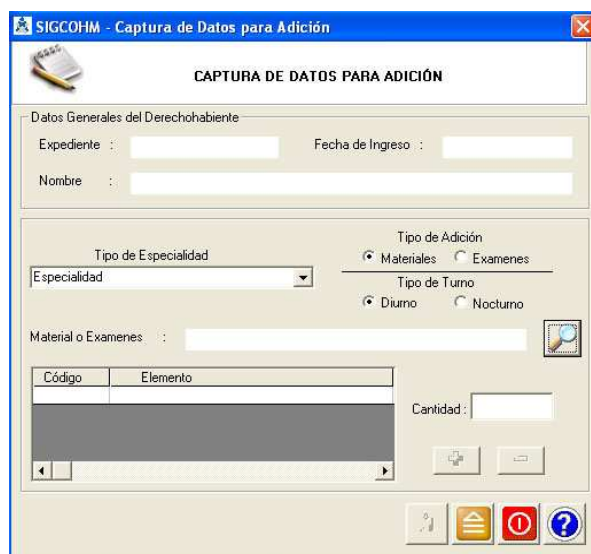 SIGCOHM - Captura de Datos para Adición
CAPTURA DE DATOS PARA ADICIÓN
Datos Generales del Derechohabiente
Expediente : Fecha de Ingreso :
Nombre :
Tipo de Adición
Tipo de Especialidad Materiales Examenes
Especialidad Tipo de Turno
Diurno Nocturno
Material o Examenes :
Código Elemento
Cantidad :